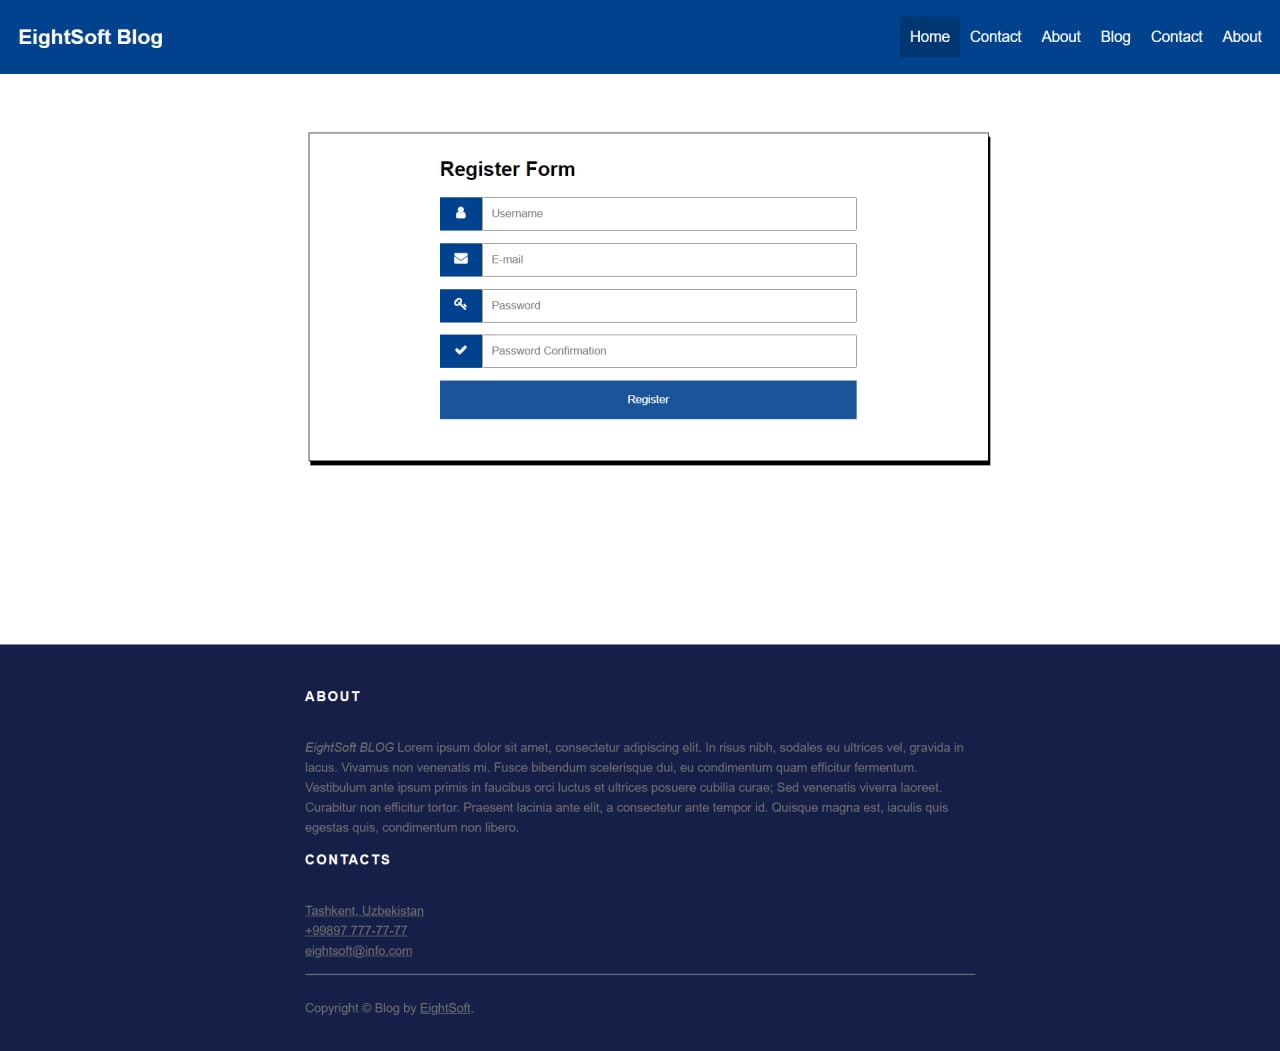 EightSoft Blog
Home Contact About Blog Contact About
Register Form
Username
E-mail
Password
Password Confirmation
Register
ABOUT
EightSoft BLOG Lorem ipsum dolor sit amet, consectetur adipiscing elit. In risus nibh, sodales eu ultrices vel, gravida in
lacus. Vivamus non venenatis mi. Fusce bibendum scelerisque dui, eu condimentum quam efficitur fermentum.
Vestibulum ante ipsum primis in faucibus orci luctus et ultrices posuere cubilia curae; Sed venenatis viverra laoreet.
Curabitur non efficitur tortor. Praesent lacinia ante elit, a consectetur ante tempor id. Quisque magna est, iaculis quis
egestas quis, condimentum non libero.
CONTACTS
Tashkent, Uzbekistan
+99897 777-77-77
eightsoft@info.com
Copyright © Blog by EightSoft.